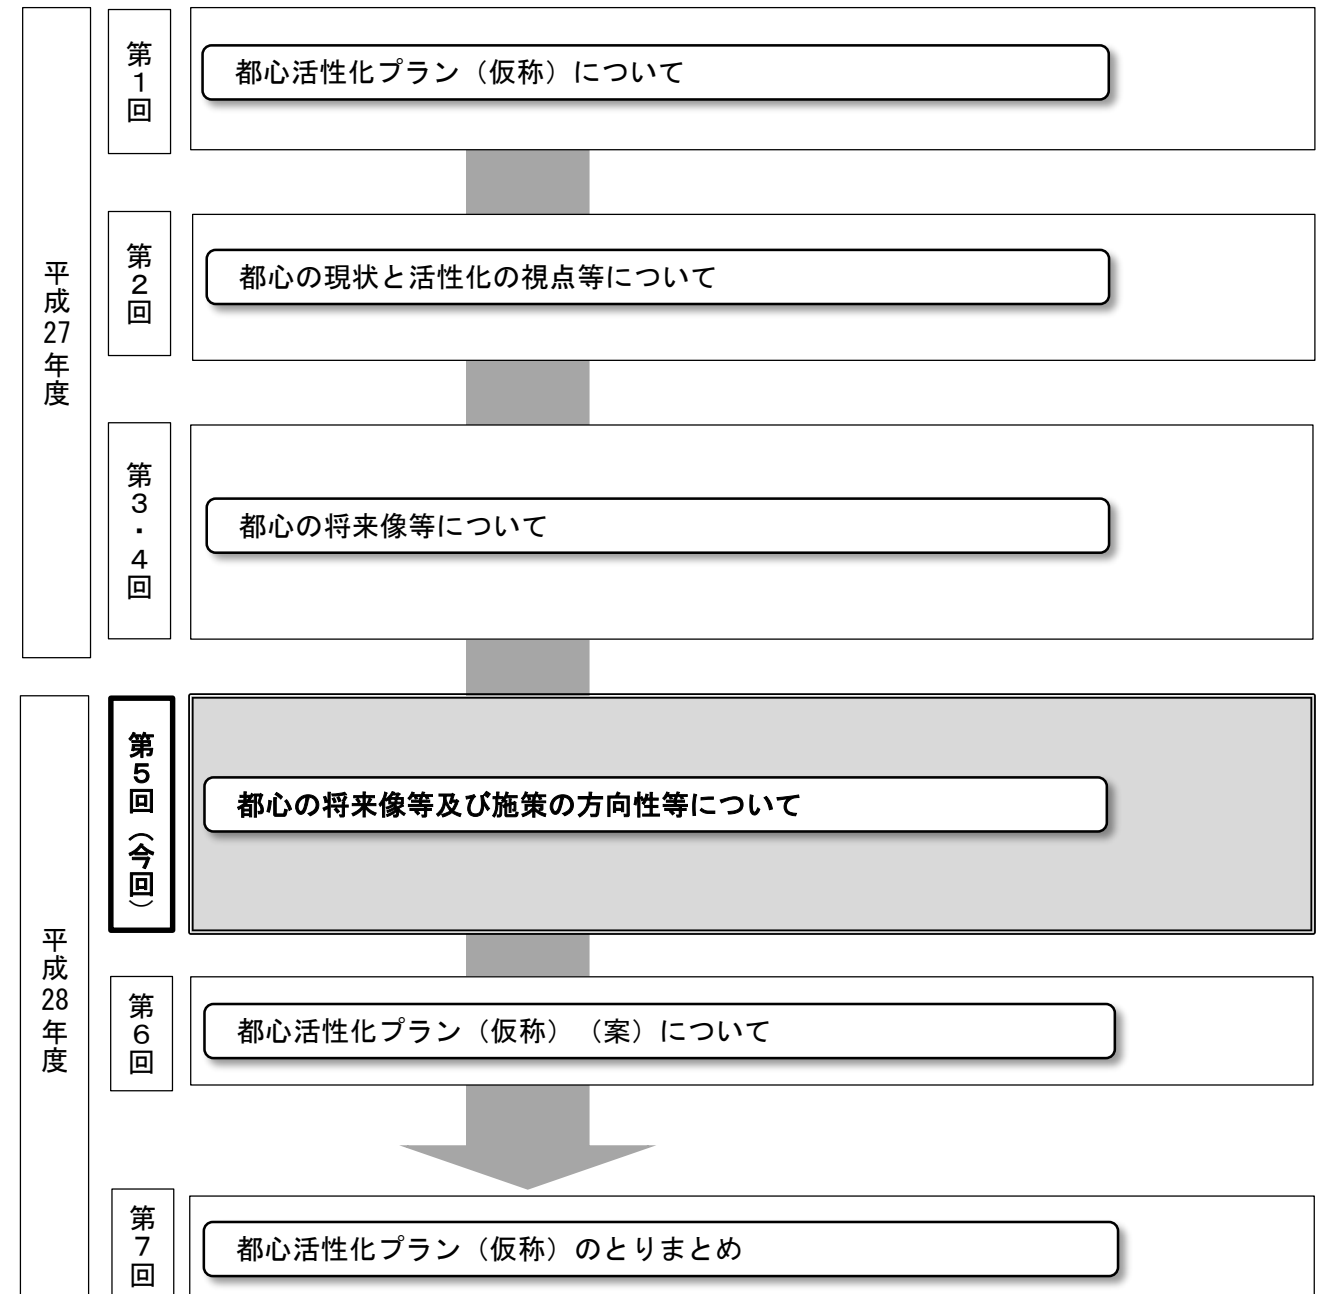 平成27年度
第1回
都心活性化プラン（仮称）について
第2回
都心の現状と活性化の視点等について
第3・4回
都心の将来像等について
平成28年度
第5回（今回）
都心の将来像等及び施策の方向性等について
第6回
都心活性化プラン（仮称）（案）について
第7回
都心活性化プラン（仮称）のとりまとめ